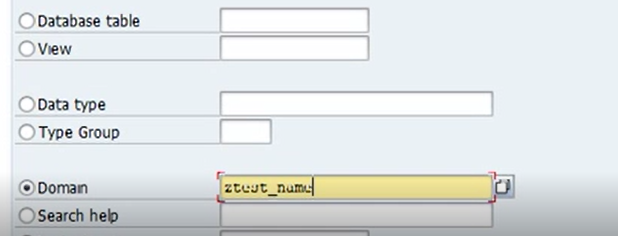 Database table
View
Data type
Type Group
Domain
ztest_name
Search help